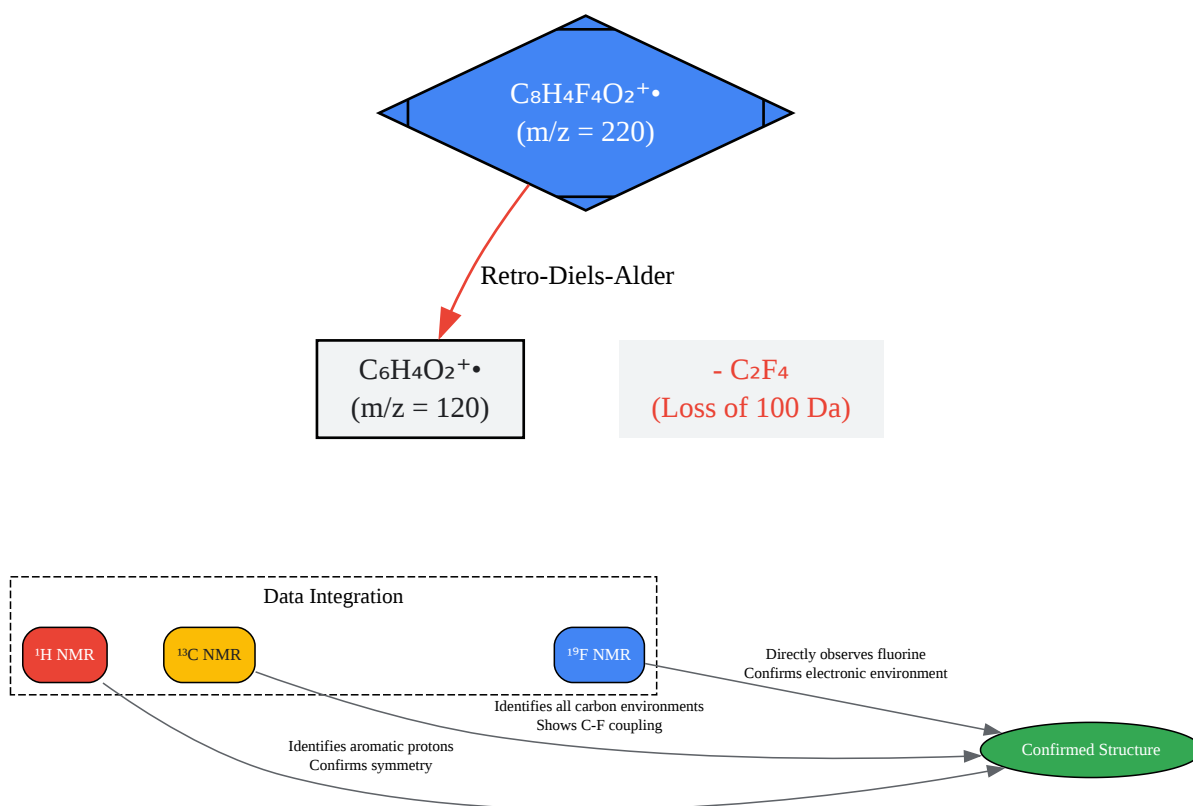 C₈H₄F₄O₂⁺•
(m/z = 220)
Retro-Diels-Alder
C₆H₄O₂⁺•
(m/z = 120)
- C₂F₄
(Loss of 100 Da)
Data Integration
¹H NMR
¹³C NMR
¹⁹F NMR
Directly observes fluorine
Confirms electronic environment
Identifies all carbon environments
Shows C-F coupling
Identifies aromatic protons
Confirms symmetry
Confirmed Structure